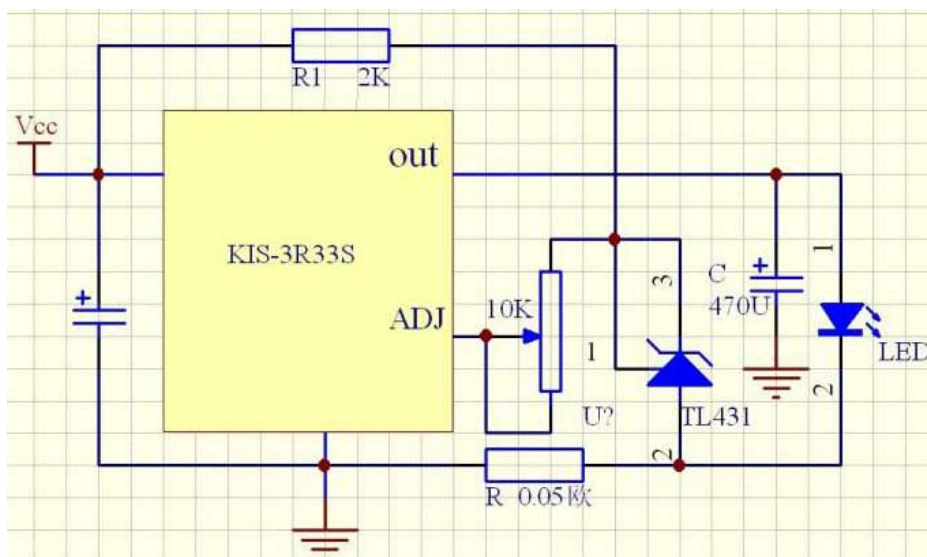 R1 2K
Vcc
out
KIS-3R33S
ADJ
10K
1
U?
3
TL431
2
R 0.05欧
C
470U
1
LED
2